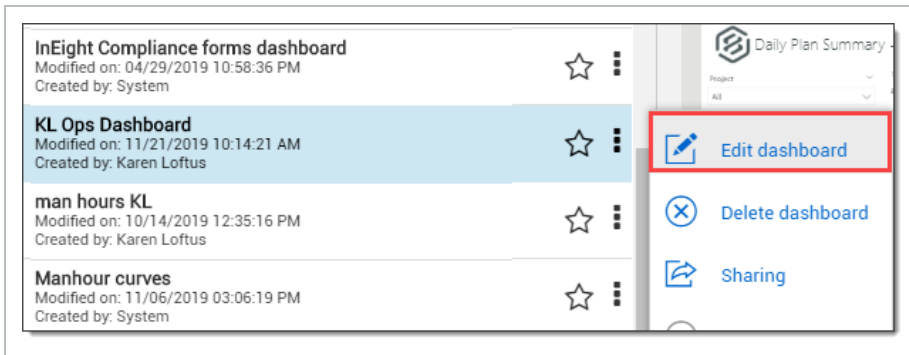 InEight Compliance forms dashboard
Modified on: 04/29/2019 10:58:36 PM
Created by: System
KL Ops Dashboard
Modified on: 11/21/2019 10:14:21 AM
Created by: Karen Loftus
man hours KL
Modified on: 10/14/2019 12:35:16 PM
Created by: Karen Loftus
Manhour curves
Modified on: 11/06/2019 03:06:19 PM
Created by: System
Daily Plan Summary -
Project
All
Edit dashboard
Delete dashboard
Sharing